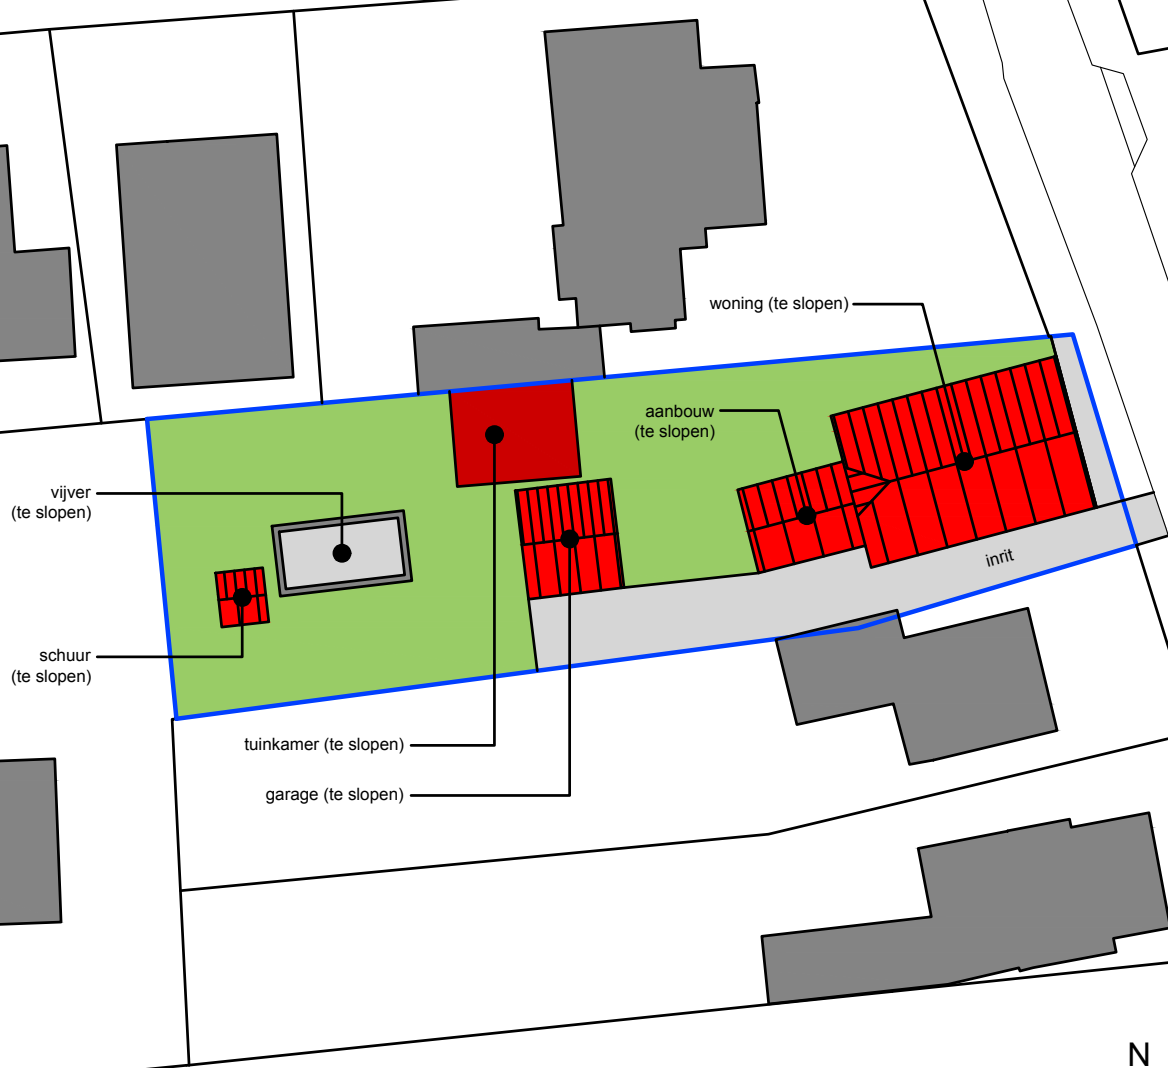 woning (te slopen)
aanbouw
(te slopen)
vijver
(te slopen)
inrit
schuur
(te slopen)
tuinkamer (te slopen)
garage (te slopen)
N